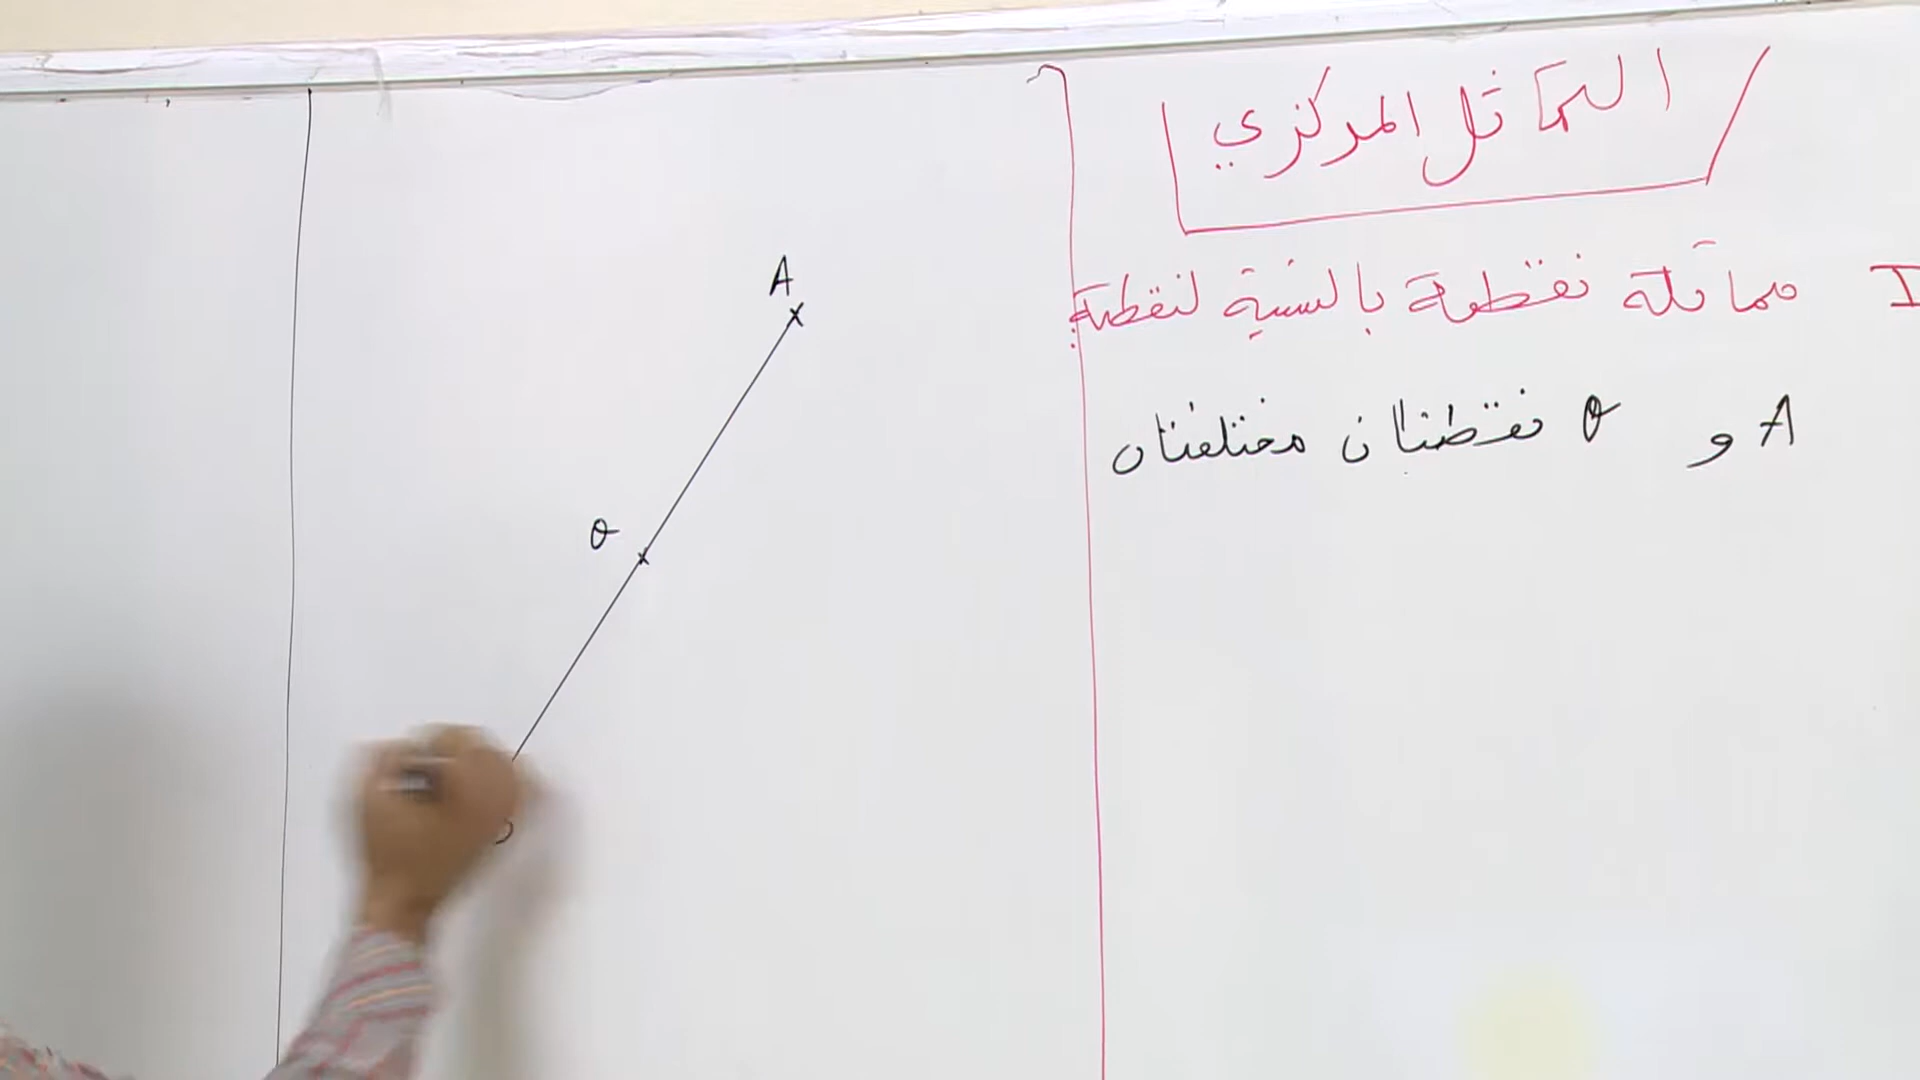 التماثل المركزي
I مماثلة نقطة بالنسبة لنقطة:
A و O نقطتان مختلفتان
A
O